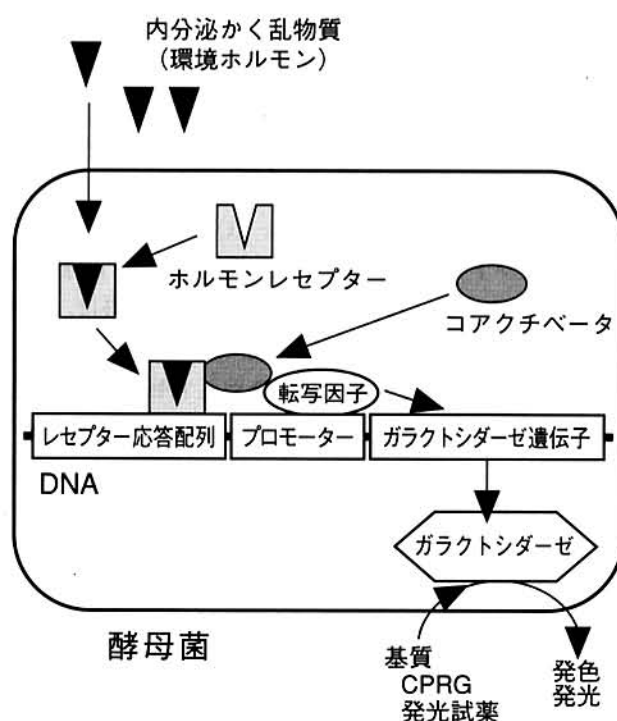 内分泌かく乱物質
（環境ホルモン）
ホルモンレセプター
コアクチベータ
転写因子
レセプター応答配列
プロモーター
ガラクトシダーゼ遺伝子
DNA
ガラクトシダーゼ
酵母菌
基質
CPRG
発光試薬
発色
発光